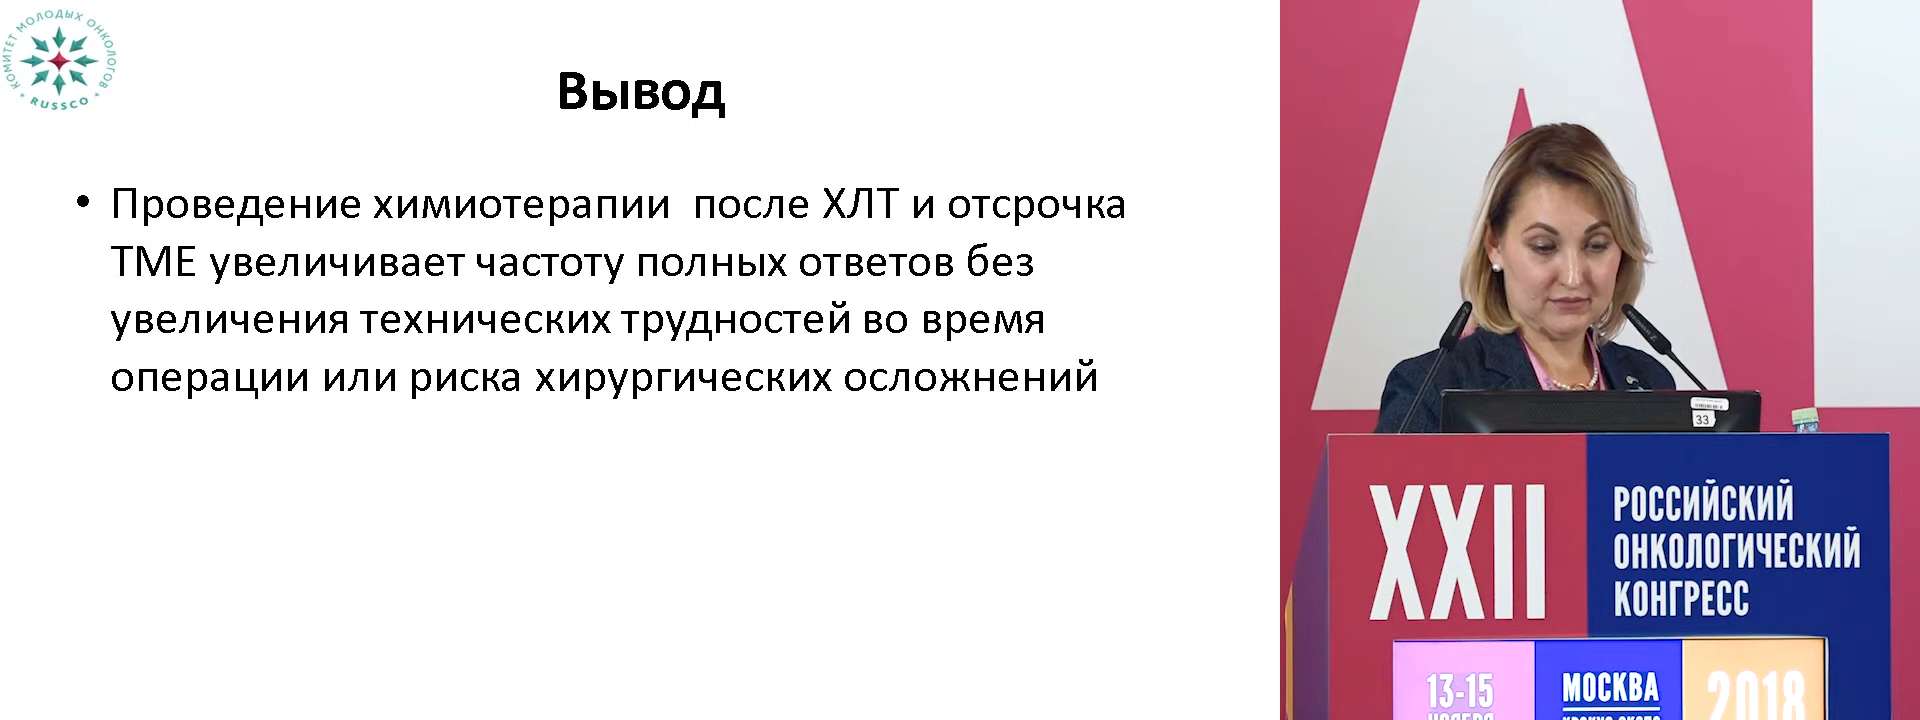 КОМИТЕТ МОЛОДЫХ ОНКОЛОГОВ
RUSSCO
Вывод
• Проведение химиотерапии после ХЛТ и отсрочка
ТМЕ увеличивает частоту полных ответов без
увеличения технических трудностей во время
операции или риска хирургических осложнений
33
XXII
РОССИЙСКИЙ
ОНКОЛОГИЧЕСКИЙ
КОНГРЕСС
13-15
МОСКВА
2018